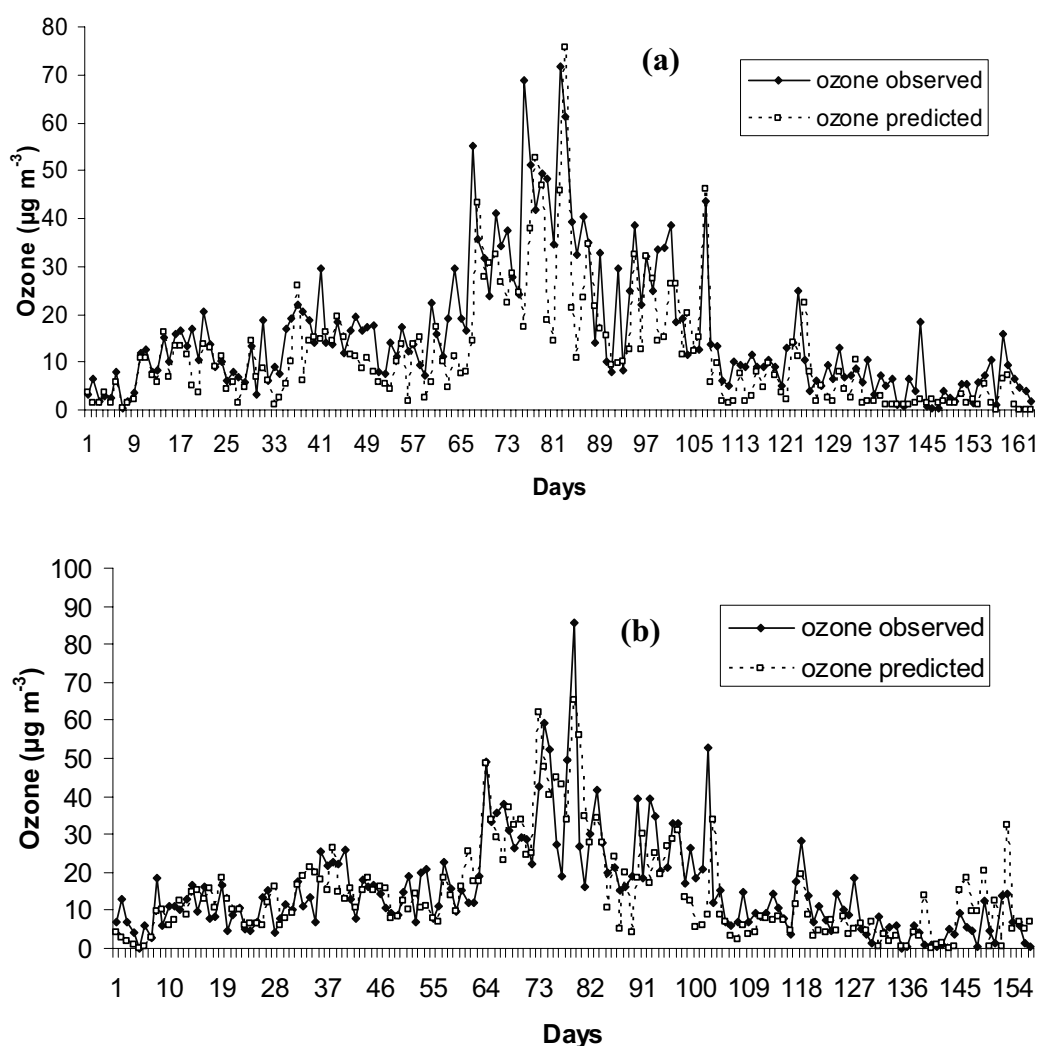 80
70
60
50
40
30
20
10
0
Ozone (µg m-3)
(a)
ozone observed
ozone predicted
1 9 17 25 33 41 49 57 65 73 81 89 97 105 113 121 129 137 145 153 161
Days
100
90
80
70
60
50
40
30
20
10
0
Ozone (µg m-3)
(b)
ozone observed
ozone predicted
1 10 19 28 37 46 55 64 73 82 91 100 109 118 127 136 145 154
Days